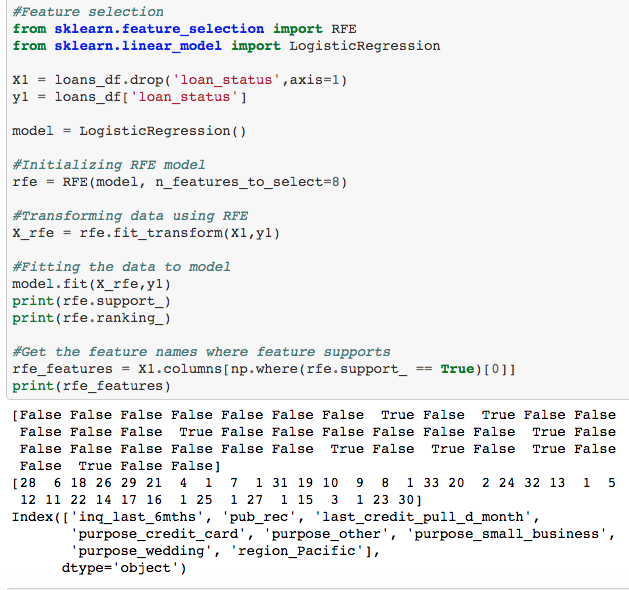 #Feature selection
from sklearn.feature_selection import RFE
from sklearn.linear_model import LogisticRegression

X1 = loans_df.drop('loan_status',axis=1)
y1 = loans_df['loan_status']

model = LogisticRegression()

#Initializing RFE model
rfe = RFE(model, n_features_to_select=8)

#Transforming data using RFE
X_rfe = rfe.fit_transform(X1,y1)

#Fitting the data to model
model.fit(X_rfe,y1)
print(rfe.support_)
print(rfe.ranking_)

#Get the feature names where feature supports
rfe_features = X1.columns[np.where(rfe.support_ == True)[0]]
print(rfe_features)
[False False False False False False False  True False  True False False
 False False False  True False False False False False False  True False
 False False False False False False  True False  True False  True False
 False  True False False]
[28  6 18 26 29 21  4  1  7  1 31 19 10  9  8  1 33 20  2 24 32 13  1  5
 12 11 22 14 17 16  1 25  1 27  1 15  3  1 23 30]
Index(['inq_last_6mths', 'pub_rec', 'last_credit_pull_d_month',
       'purpose_credit_card', 'purpose_other', 'purpose_small_business',
       'purpose_wedding', 'region_Pacific'],
      dtype='object')